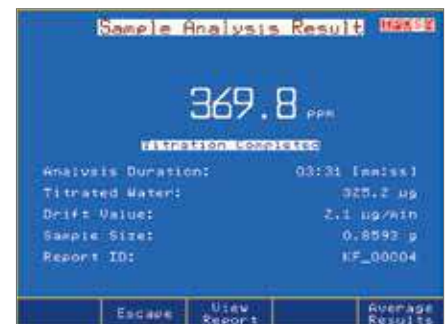 Sample Analysis Result
369.8 ppm
Titration Completed
Analysis Duration: 03:31 [mm:ss]
Titrated Water: 325.2 µg
Drift Value: 2.1 µg/min
Sample Size: 0.8593 g
Report ID: KF_00004
Escape
View Report
Average Results